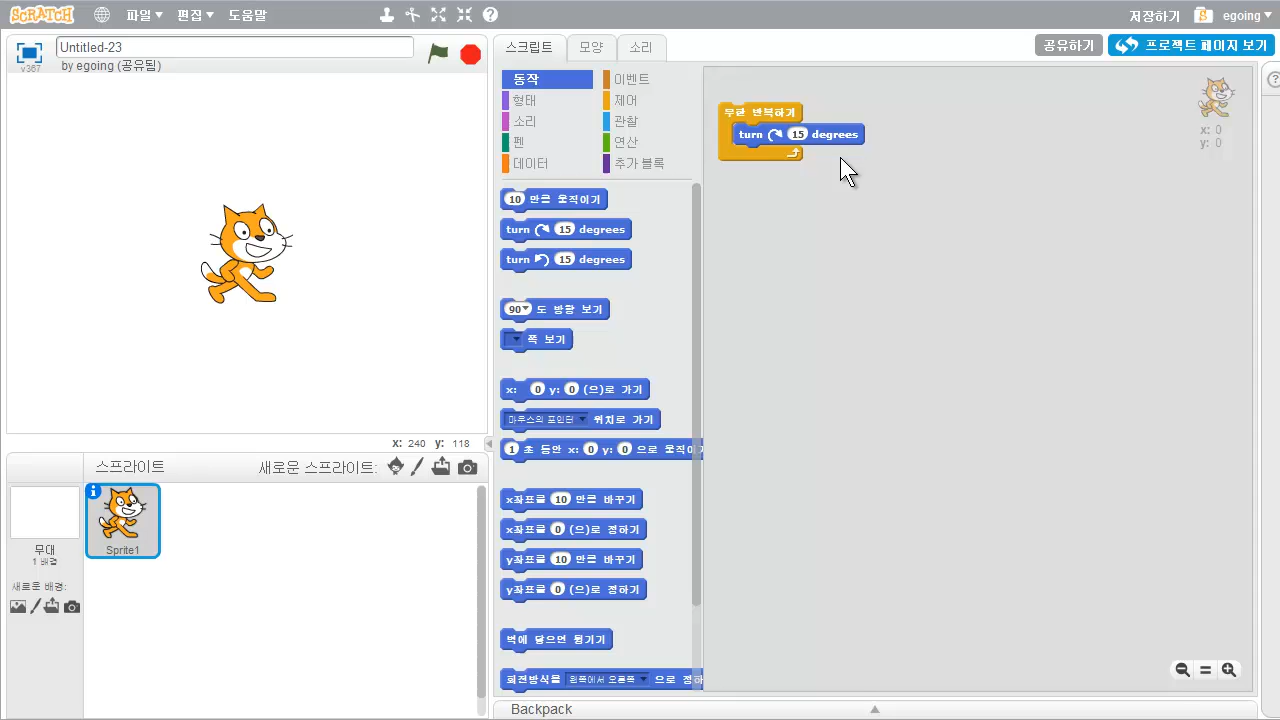 SCRATCH 파일▼ 편집▼ 도움말 저장하기 egoing▼
v367 Untitled-23
by egoing (공유됨)
스크립트 모양 소리 공유하기 프로젝트 페이지 보기
동작 이벤트
형태 제어
소리 관찰
펜 연산
데이터 추가 블록
10 만큼 움직이기
turn 15 degrees
turn 15 degrees
90▼ 도 방향 보기
쪽 보기
x: 0 y: 0 (으)로 가기
마우스의 포인터 위치로 가기
1 초 동안 x: 0 y: 0 으로 움직이기
x좌표를 10 만큼 바꾸기
x좌표를 0 (으)로 정하기
y좌표를 10 만큼 바꾸기
y좌표를 0 (으)로 정하기
벽에 닿으면 튕기기
회전방식을 왼쪽에서 오른쪽 으로 정하
무한 반복하기
turn 15 degrees
x: 0
y: 0
x: 240 y: 118
스프라이트 새로운 스프라이트:
무대
1 배경
새로운 배경:
Sprite1
Backpack